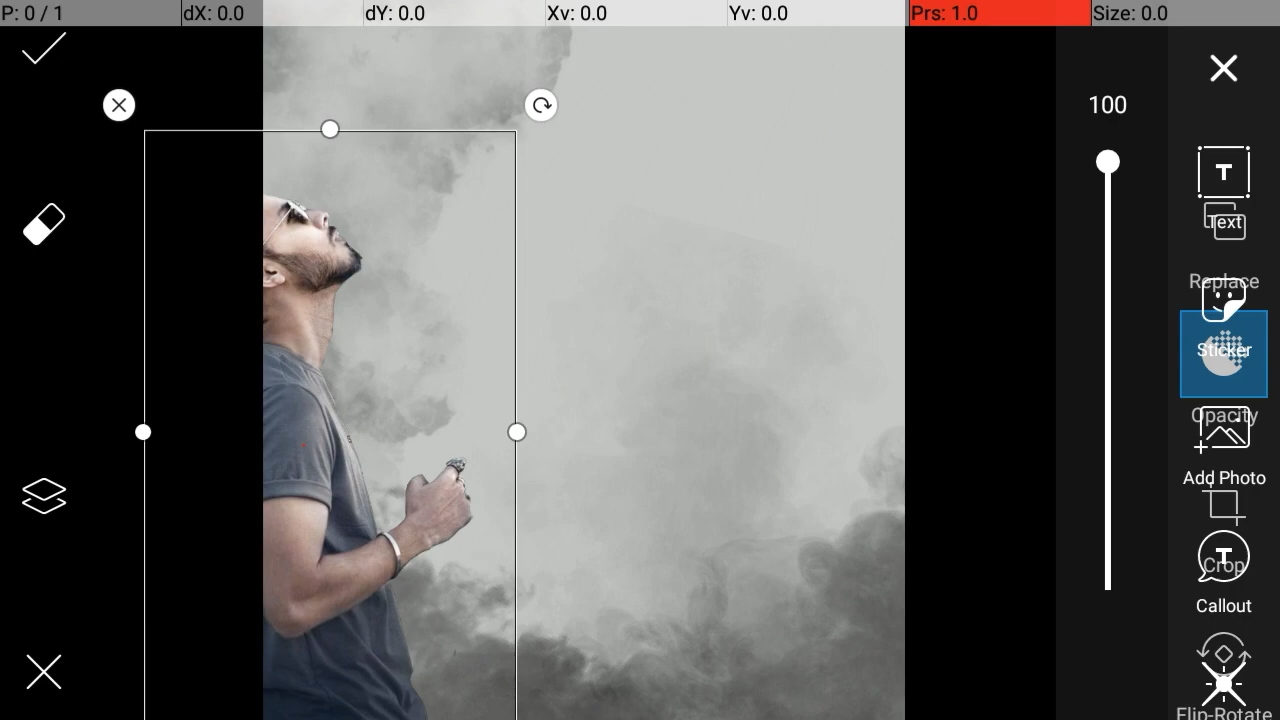 P: 0 / 1
dX: 0.0
dY: 0.0
Xv: 0.0
Yv: 0.0
Prs: 1.0
Size: 0.0
100
T
Text
Replace
Sticker
Opacity
Add Photo
Crop
T
Callout
Flip-Rotate